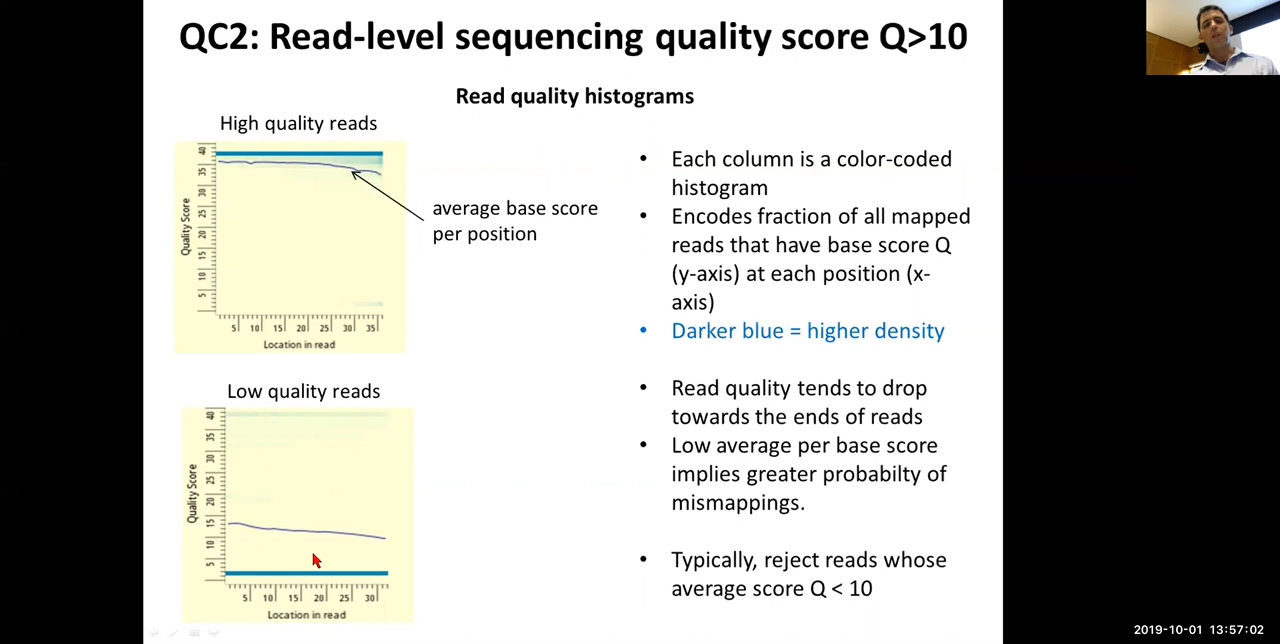 QC2: Read-level sequencing quality score Q>10
Read quality histograms
High quality reads
40
35
30
25
20
15
10
5
Quality Score
5 10 15 20 25 30 35
Location in read
average base score
per position
Low quality reads
40
35
30
25
20
15
10
5
Quality Score
5 10 15 20 25 30
Location in read
• Each column is a color-coded
histogram
• Encodes fraction of all mapped
reads that have base score Q
(y-axis) at each position (x-
axis)
• Darker blue = higher density
• Read quality tends to drop
towards the ends of reads
• Low average per base score
implies greater probabilty of
mismappings.
• Typically, reject reads whose
average score Q < 10
2019-10-01 13:57:02